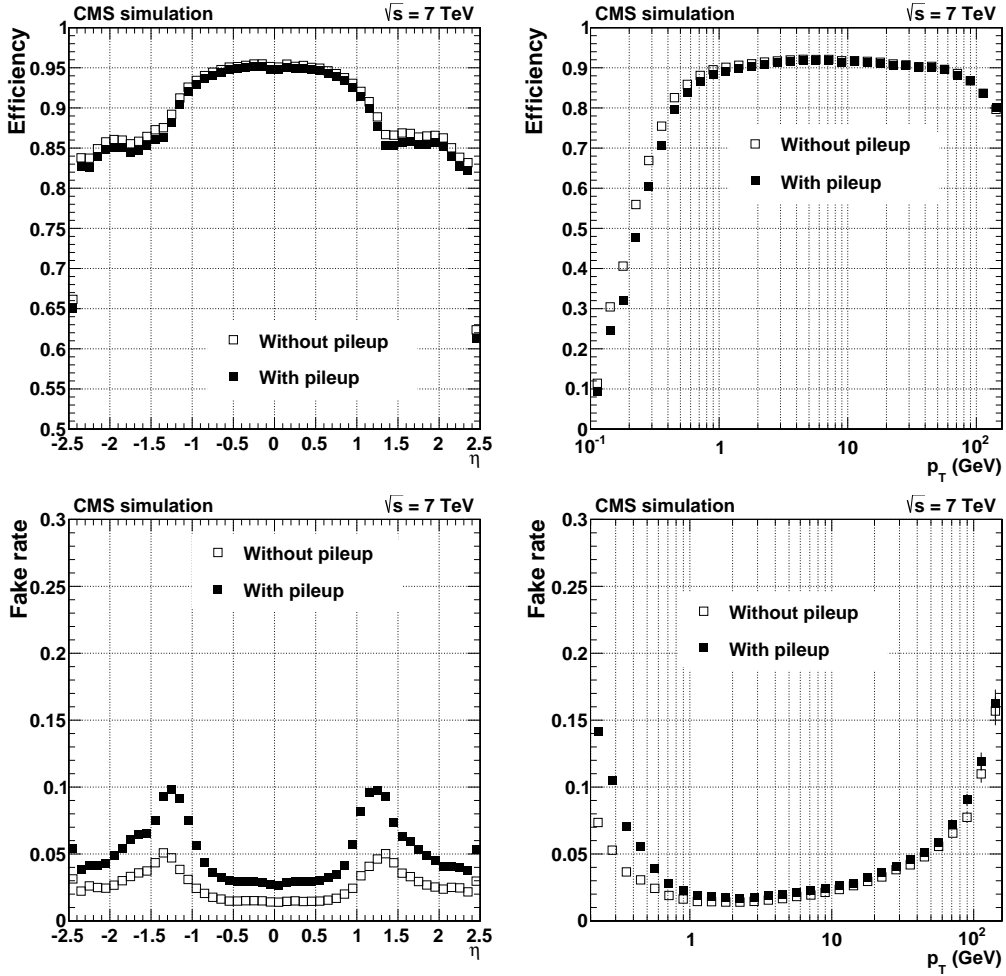 CMS simulation √s = 7 TeV
Efficiency
1
0.95
0.9
0.85
0.8
0.75
0.7
0.65
0.6
0.55
0.5
Without pileup
With pileup
-2.5 -2 -1.5 -1 -0.5 0 0.5 1 1.5 2 2.5
η
CMS simulation √s = 7 TeV
Efficiency
1
0.9
0.8
0.7
0.6
0.5
0.4
0.3
0.2
0.1
0
Without pileup
With pileup
10⁻¹ 1 10 10²
p_T (GeV)
CMS simulation √s = 7 TeV
Fake rate
0.3
0.25
0.2
0.15
0.1
0.05
0
Without pileup
With pileup
-2.5 -2 -1.5 -1 -0.5 0 0.5 1 1.5 2 2.5
η
CMS simulation √s = 7 TeV
Fake rate
0.3
0.25
0.2
0.15
0.1
0.05
0
Without pileup
With pileup
1 10 10²
p_T (GeV)